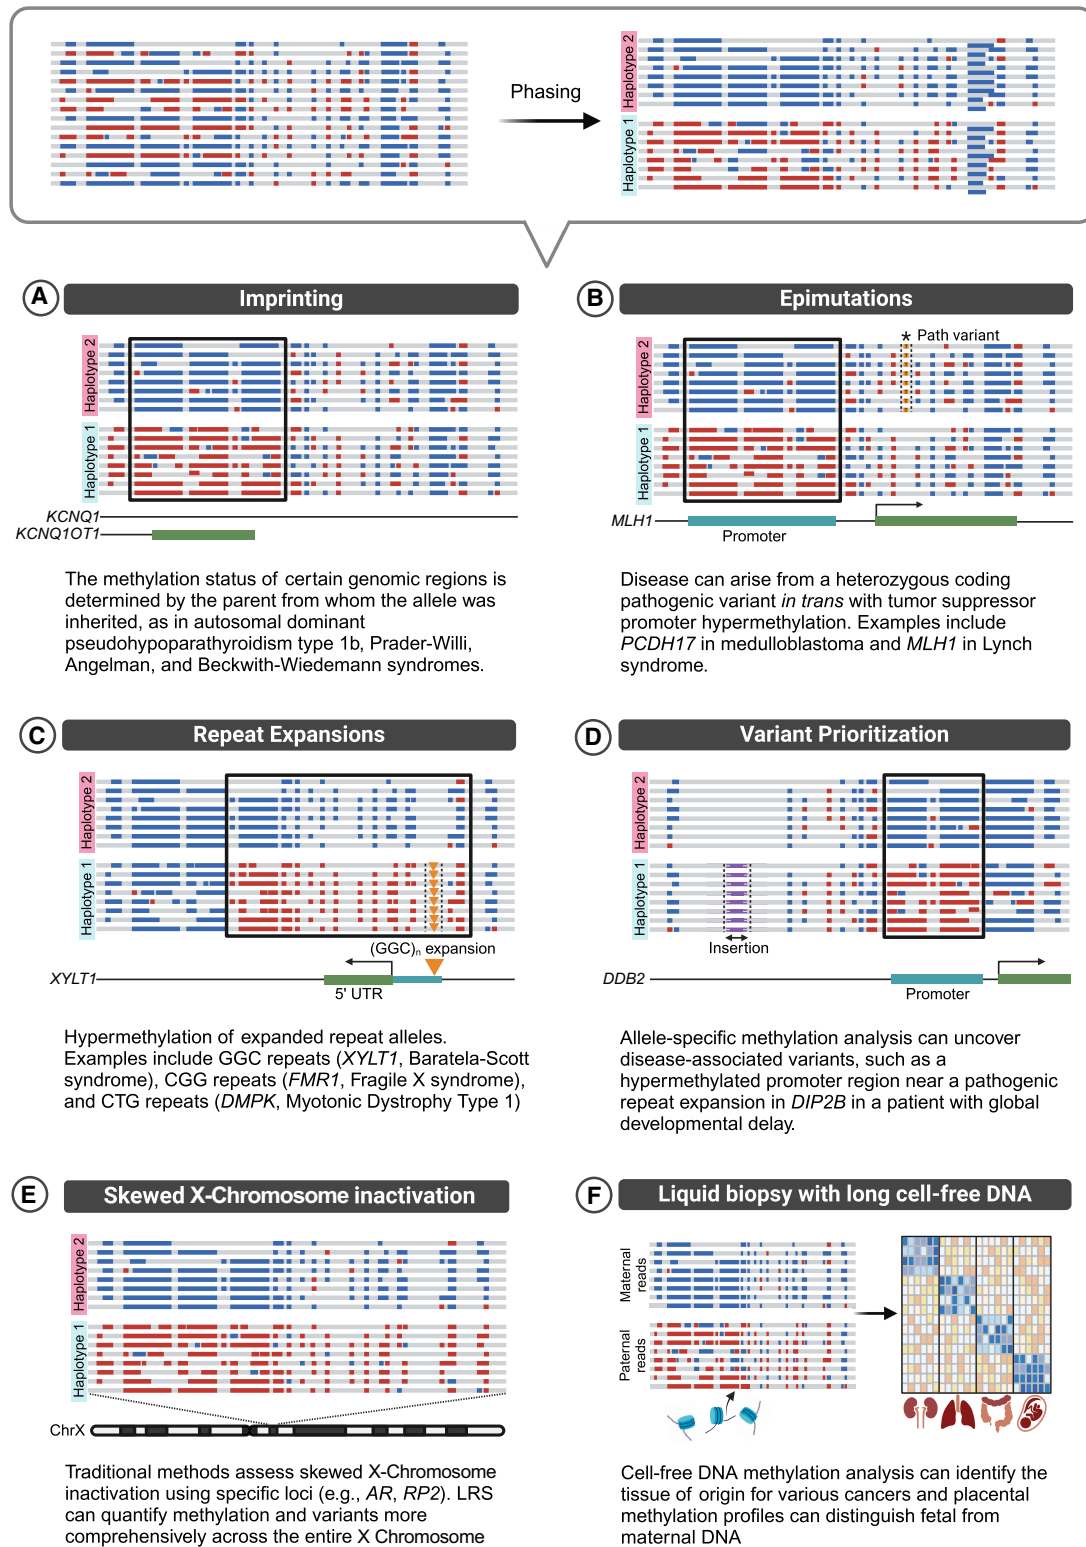 Phasing
Haplotype 2
Haplotype 1
A
Imprinting
Haplotype 2
Haplotype 1
KCNQ1
KCNQ1OT1
The methylation status of certain genomic regions is
determined by the parent from whom the allele was
inherited, as in autosomal dominant
pseudohypoparathyroidism type 1b, Prader-Willi,
Angelman, and Beckwith-Wiedemann syndromes.
B
Epimutations
* Path variant
Haplotype 2
Haplotype 1
MLH1
Promoter
Disease can arise from a heterozygous coding
pathogenic variant in trans with tumor suppressor
promoter hypermethylation. Examples include
PCDH17 in medulloblastoma and MLH1 in Lynch
syndrome.
C
Repeat Expansions
Haplotype 2
Haplotype 1
(GGC)n expansion
XYLT1
5' UTR
Hypermethylation of expanded repeat alleles.
Examples include GGC repeats (XYLT1, Baratela-Scott
syndrome), CGG repeats (FMR1, Fragile X syndrome),
and CTG repeats (DMPK, Myotonic Dystrophy Type 1)
D
Variant Prioritization
Haplotype 2
Haplotype 1
Insertion
DDB2
Promoter
Allele-specific methylation analysis can uncover
disease-associated variants, such as a
hypermethylated promoter region near a pathogenic
repeat expansion in DIP2B in a patient with global
developmental delay.
E
Skewed X-Chromosome inactivation
Haplotype 2
Haplotype 1
ChrX
Traditional methods assess skewed X-Chromosome
inactivation using specific loci (e.g., AR, RP2). LRS
can quantify methylation and variants more
comprehensively across the entire X Chromosome
F
Liquid biopsy with long cell-free DNA
Maternal
reads
Paternal
reads
Cell-free DNA methylation analysis can identify the
tissue of origin for various cancers and placental
methylation profiles can distinguish fetal from
maternal DNA